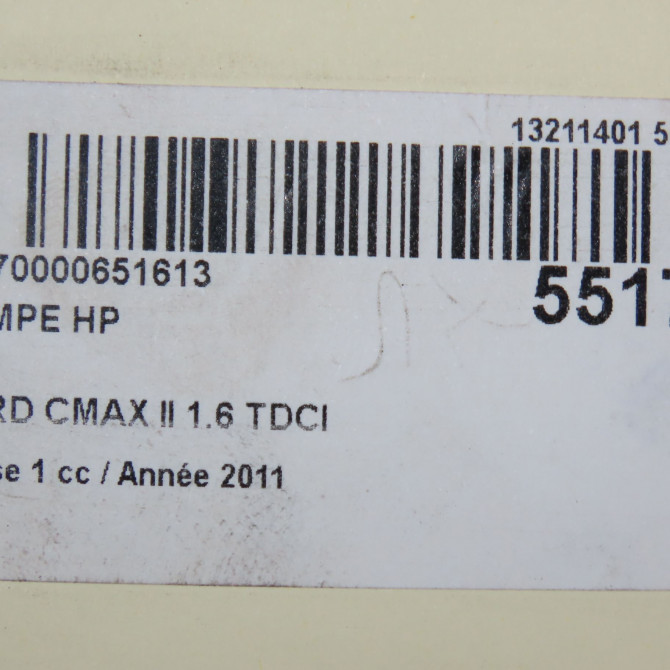 13211401 5
70000651613
5517
MPE HP
RD CMAX II 1.6 TDCI
se 1 cc / Année 2011